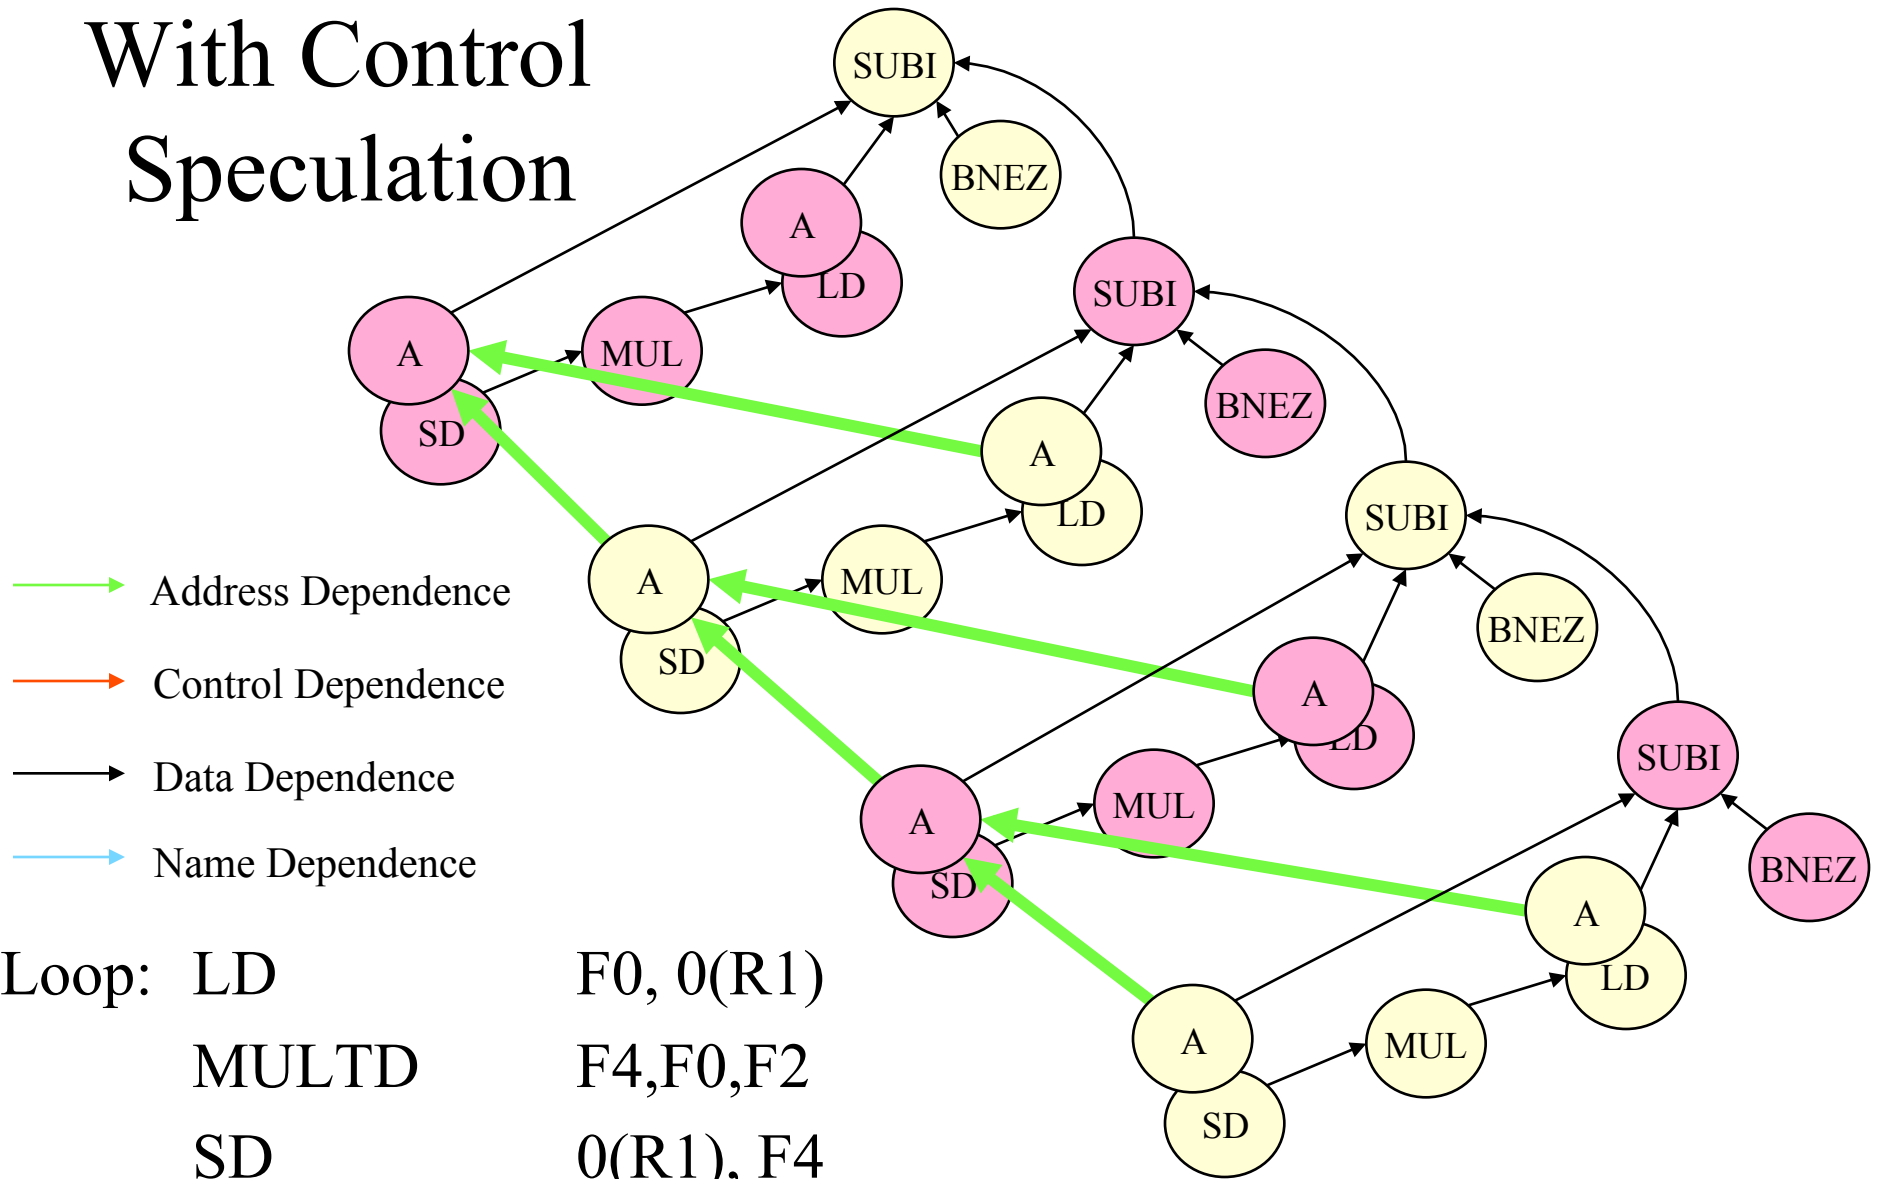 With Control
Speculation
SUBI
BNEZ
A
LD
SUBI
A
MUL
BNEZ
SD
A
LD
SUBI
A
MUL
BNEZ
SD
A
LD
SUBI
A
MUL
BNEZ
SD
A
LD
A
MUL
SD
Address Dependence
Control Dependence
Data Dependence
Name Dependence
Loop: LD F0, 0(R1)
MULTD F4,F0,F2
SD 0(R1), F4